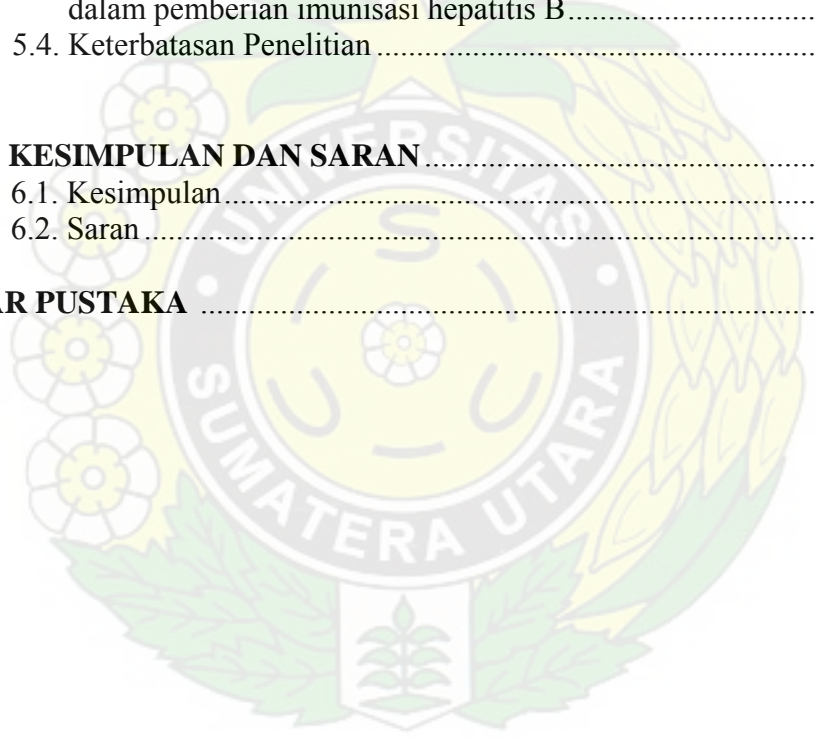 dalam pemberian imunisasi hepatitis B........................................
5.4. Keterbatasan Penelitian................................................................
KESIMPULAN DAN SARAN........................................................
6.1. Kesimpulan.....................................................................................
6.2. Saran................................................................................................
AR PUSTAKA ......................................................................................
UNIVERSITAS
SUMATERA UTARA